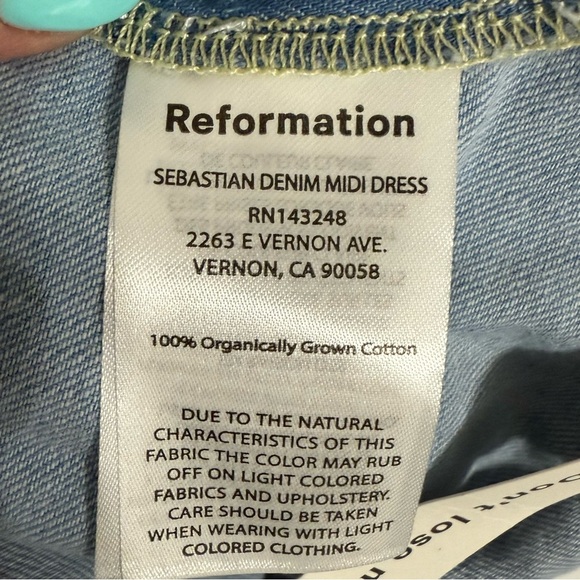 Reformation
SEBASTIAN DENIM MIDI DRESS
RN143248
2263 E VERNON AVE.
VERNON, CA 90058
100% Organically Grown Cotton
DUE TO THE NATURAL
CHARACTERISTICS OF THIS
FABRIC THE COLOR MAY RUB
OFF ON LIGHT COLORED
FABRICS AND UPHOLSTERY.
CARE SHOULD BE TAKEN
WHEN WEARING WITH LIGHT
COLORED CLOTHING.
Don't lose